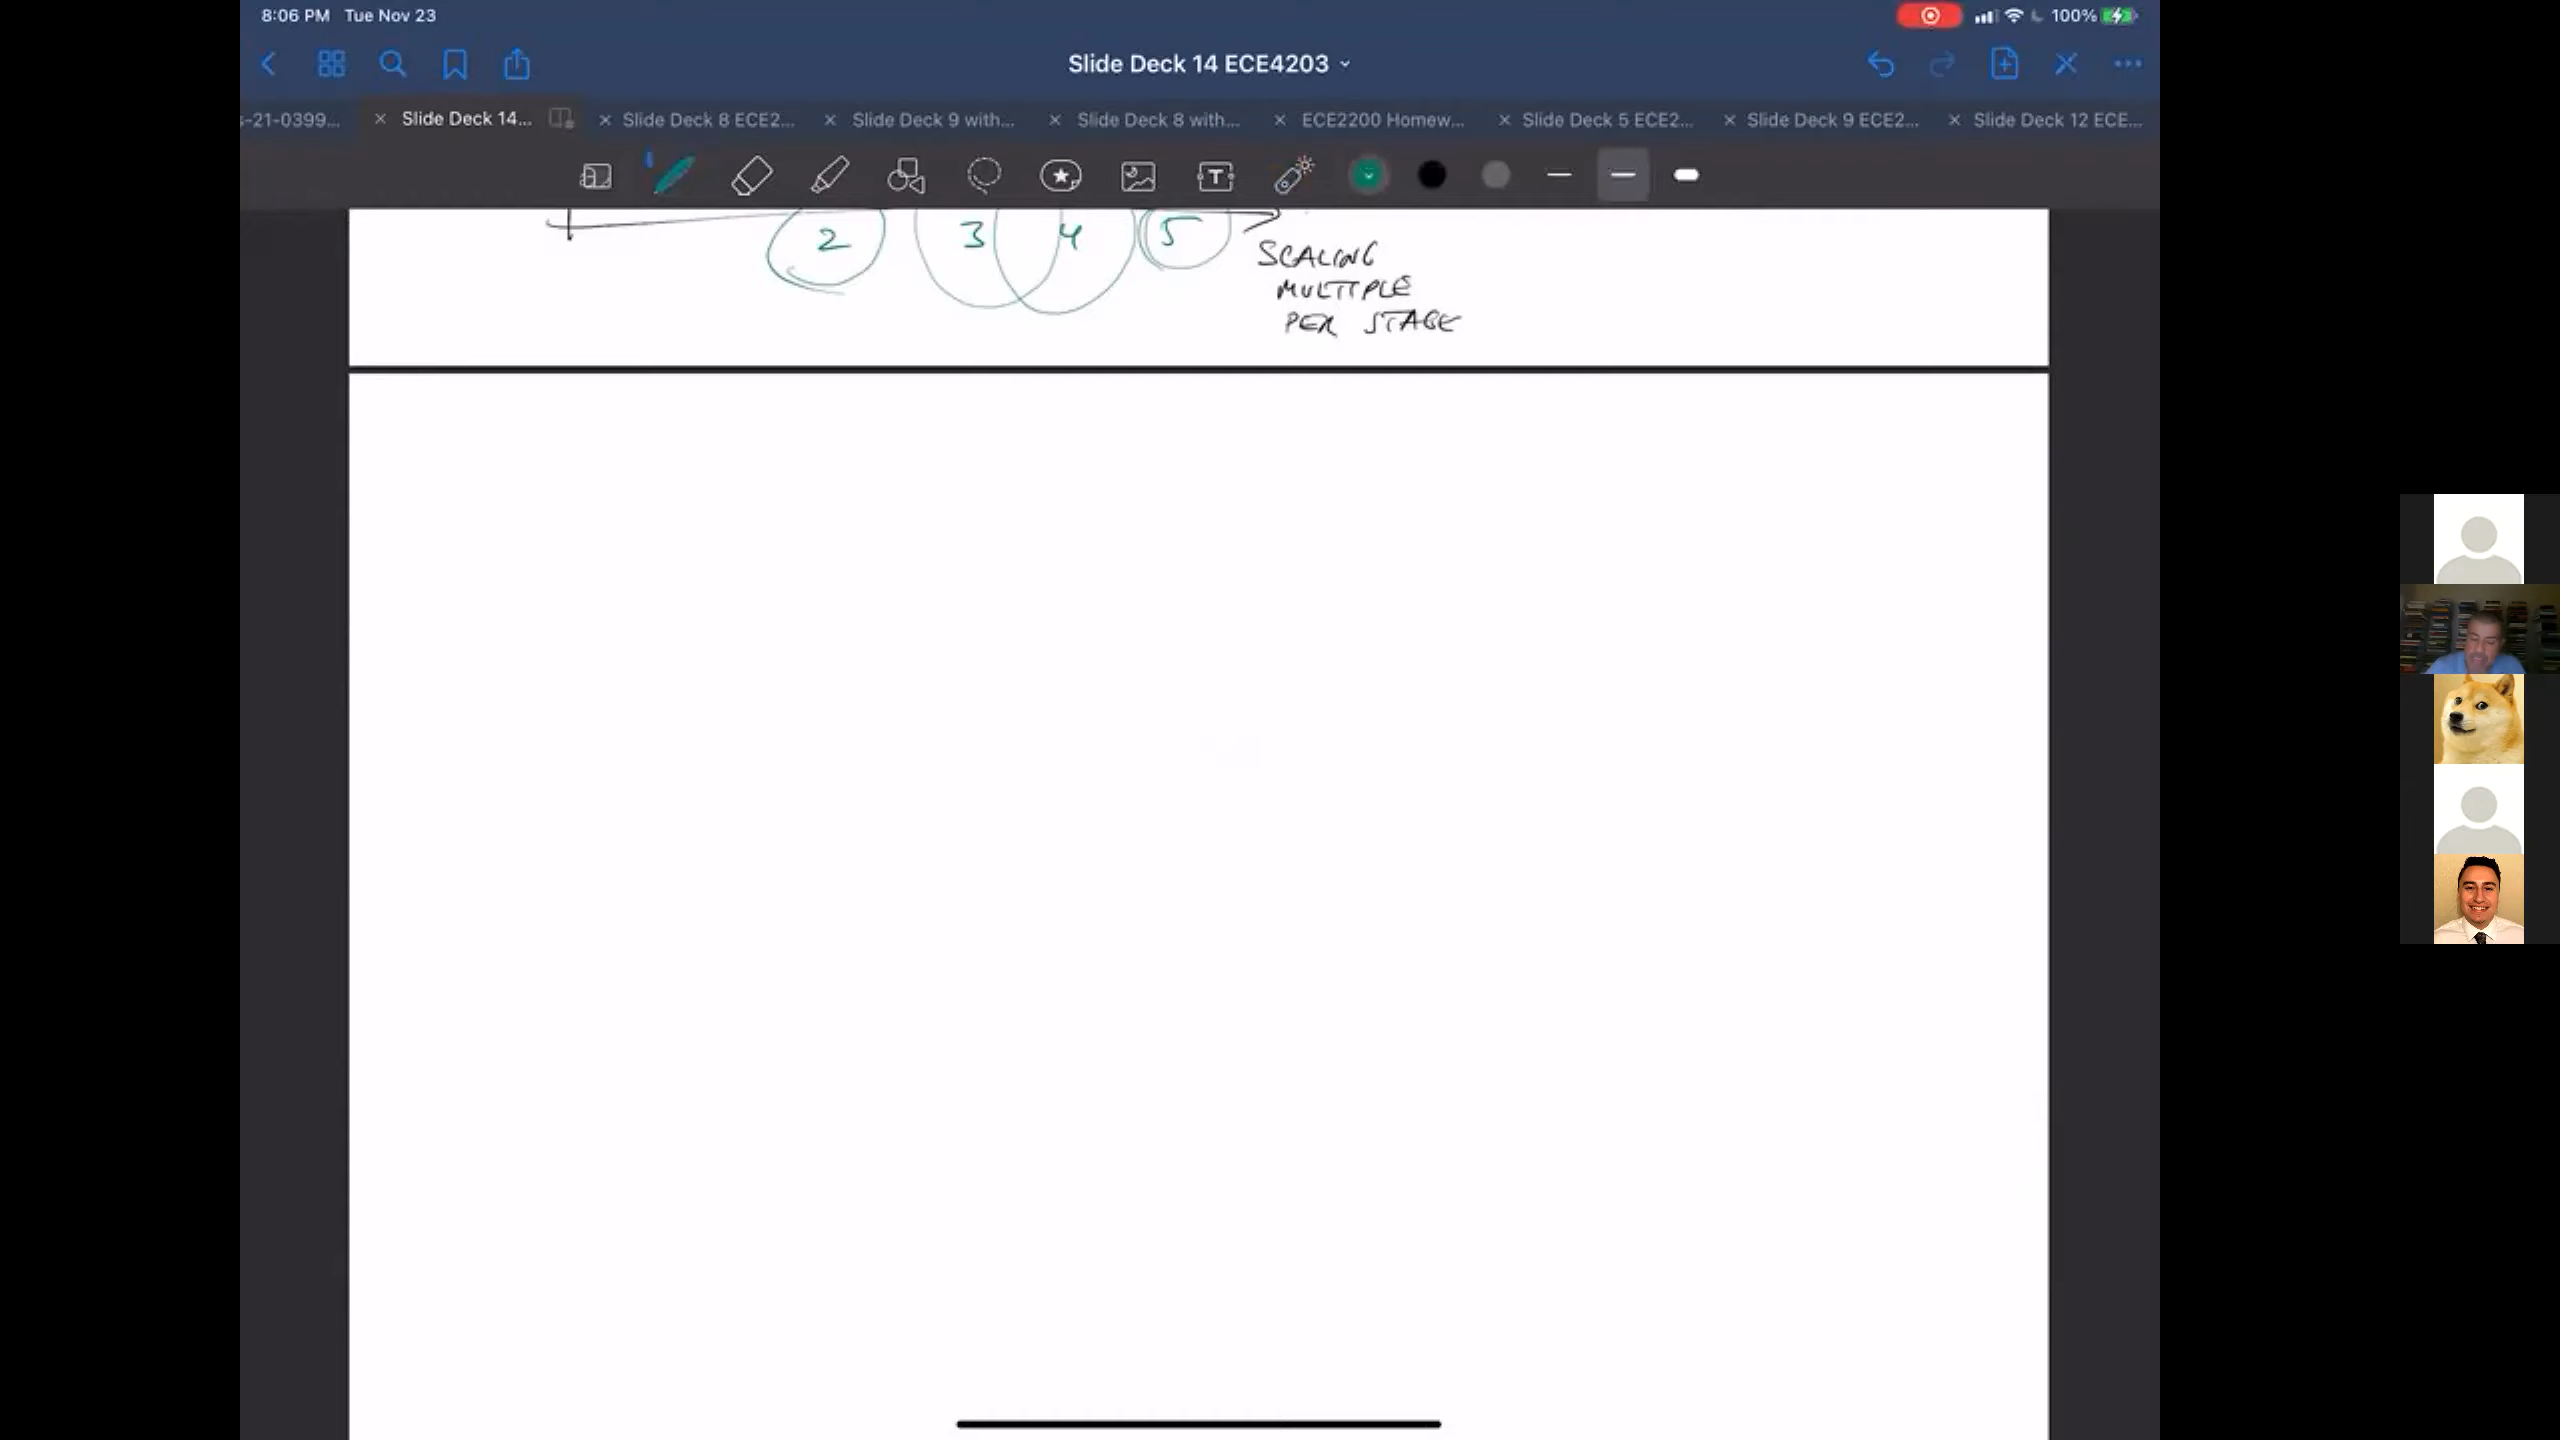 8:06 PM Tue Nov 23 100%
Slide Deck 14 ECE4203
s-21-0399... Slide Deck 14... Slide Deck 8 ECE2... Slide Deck 9 with... Slide Deck 8 with... ECE2200 Homew... Slide Deck 5 ECE2... Slide Deck 9 ECE2... Slide Deck 12 ECE...
T
2 3 4 5
SCALING
MULTIPLE
PER STAGE